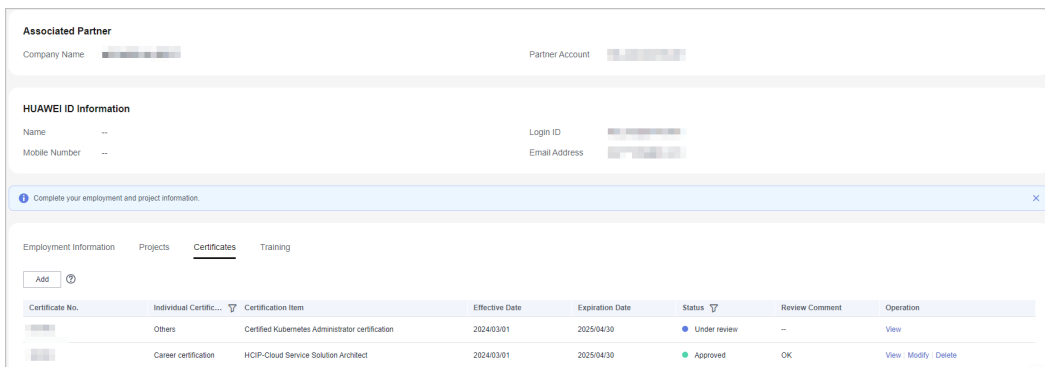 Associated Partner
Company Name Partner Account
HUAWEI ID Information
Name -- Login ID
Mobile Number -- Email Address
Complete your employment and project information.
Employment Information Projects Certificates Training
Add
Certificate No. Individual Certific... Certification Item Effective Date Expiration Date Status Review Comment Operation
Others Certified Kubernetes Administrator certification 2024/03/01 2025/04/30 Under review -- View
Career certification HCIP-Cloud Service Solution Architect 2024/03/01 2025/04/30 Approved OK View Modify Delete